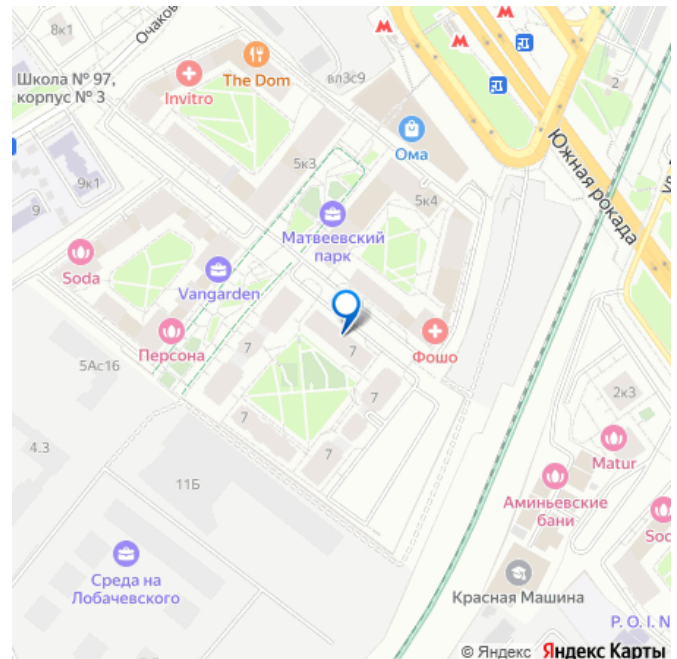 8к1
Очаков
The Dom
Школа № 97,
корпус № 3
Invitro
вл3с9
2
Ома
Южная рокада
ул.
5к3
9к1
9
5к4
Матвеевский
парк
Soda
Vangarden
Персона
5Ас16
7
7
7
7
7
Фошо
2к3
4.3
11Б
Matur
Аминьевские
бани
Soc
Среда на
Лобачевского
Красная Машина
P. O. I. N
© Яндекс Яндекс Карты